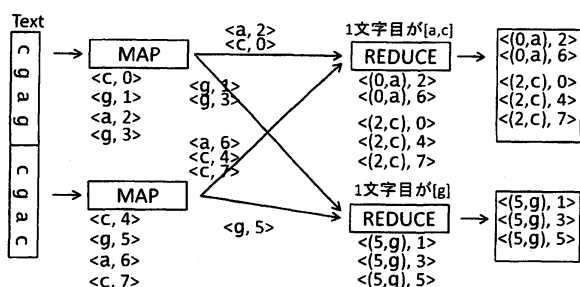 Text
c g a g
c g a c
MAP
<c, 0>
<g, 1>
<a, 2>
<g, 3>
MAP
<c, 4>
<g, 5>
<a, 6>
<c, 7>
<a, 2>
<c, 0>
<g, 1>
<g, 3>
<a, 6>
<c, 4>
<c, 7>
<g, 5>
1文字目が[a,c]
REDUCE
<(0,a), 2>
<(0,a), 6>
<(2,c), 0>
<(2,c), 4>
<(2,c), 7>
1文字目が[g]
REDUCE
<(5,g), 1>
<(5,g), 3>
<(5,g), 5>
<(0,a), 2>
<(0,a), 6>
<(2,c), 0>
<(2,c), 4>
<(2,c), 7>
<(5,g), 1>
<(5,g), 3>
<(5,g), 5>